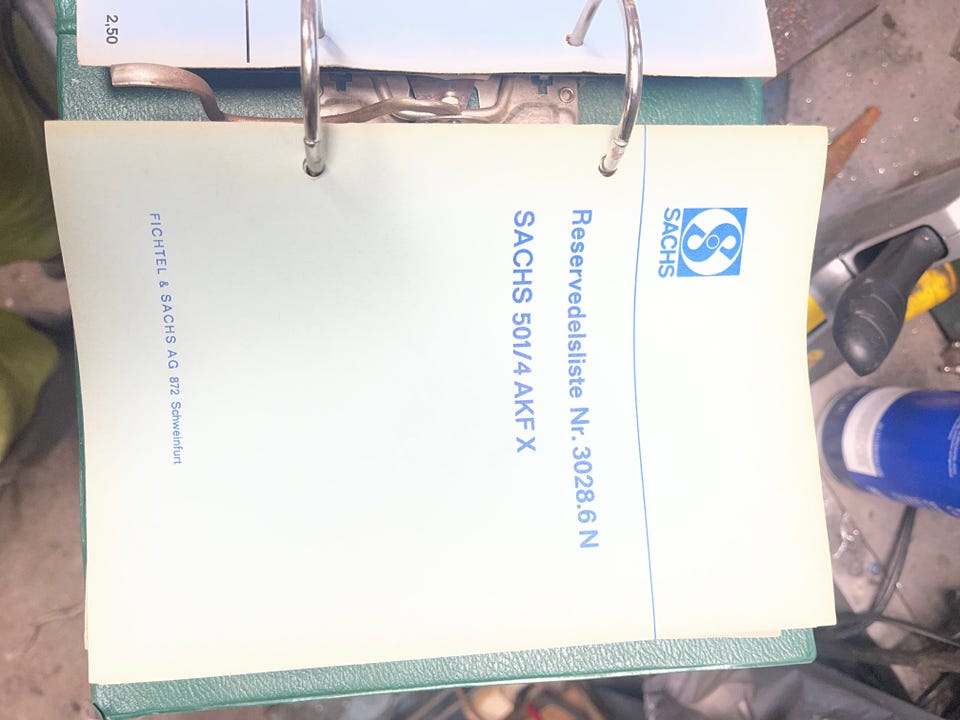 2,50
SACHS
Reservedelsliste Nr. 3028.6 N
SACHS 501/4 AKF X
FICHTEL & SACHS AG 872 Schweinfurt